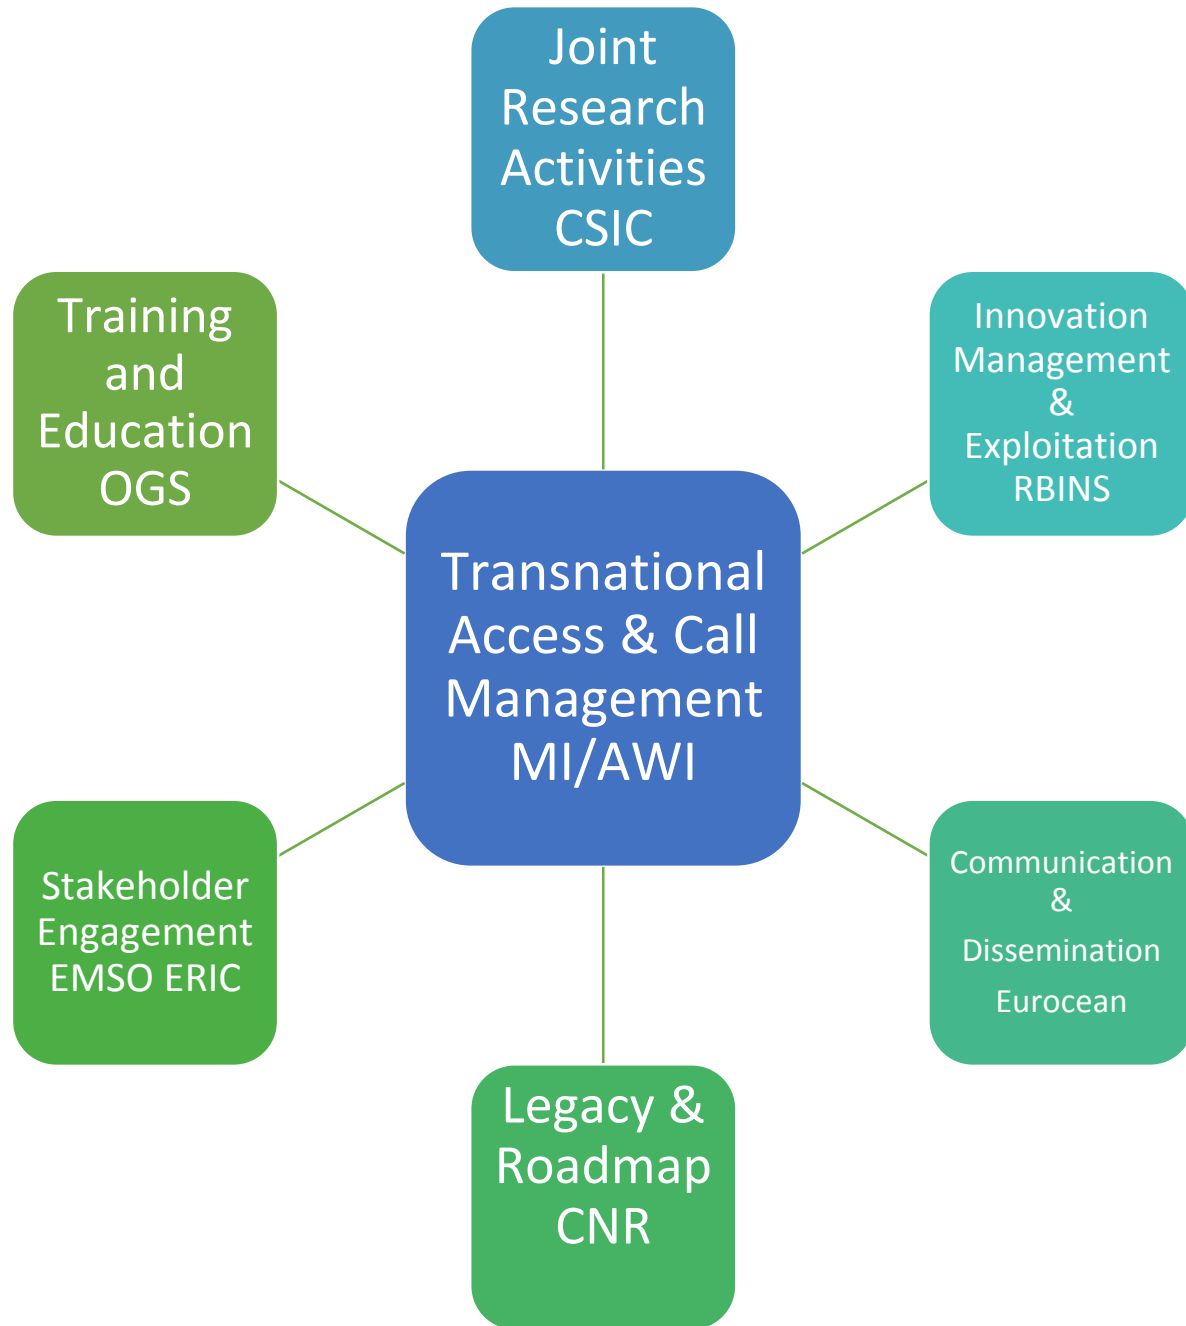 Joint
Research
Activities
CSIC
Training
and
Education
OGS
Innovation
Management
&
Exploitation
RBINS
Transnational
Access & Call
Management
MI/AWI
Stakeholder
Engagement
EMSO ERIC
Communication
&
Dissemination
Eurocean
Legacy &
Roadmap
CNR